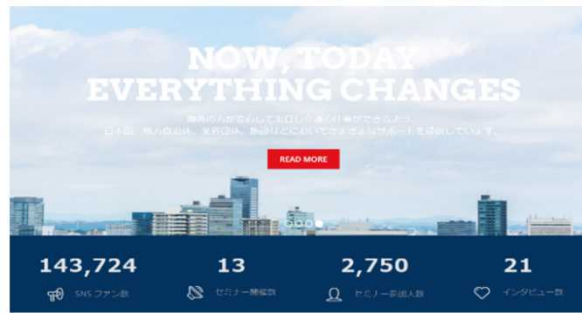 NOW, TODAY
EVERYTHING CHANGES
READ MORE
143,724
SNS ファン数
13
セミナー開催数
2,750
セミナー参加人数
21
インタビュー数